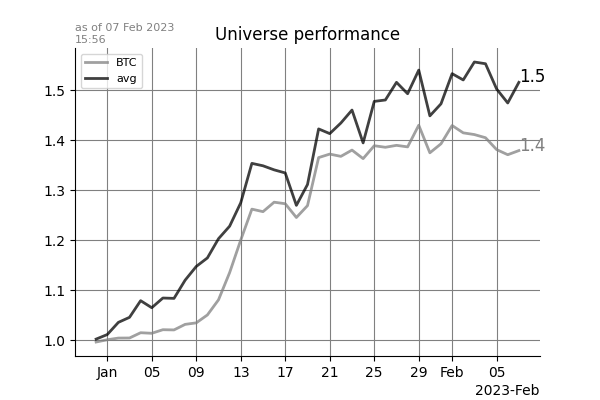 as of 07 Feb 2023
15:56
Universe performance
BTC
avg
1.5
1.4
1.5
1.4
1.3
1.2
1.1
1.0
Jan 05 09 13 17 21 25 29 Feb 05
2023-Feb